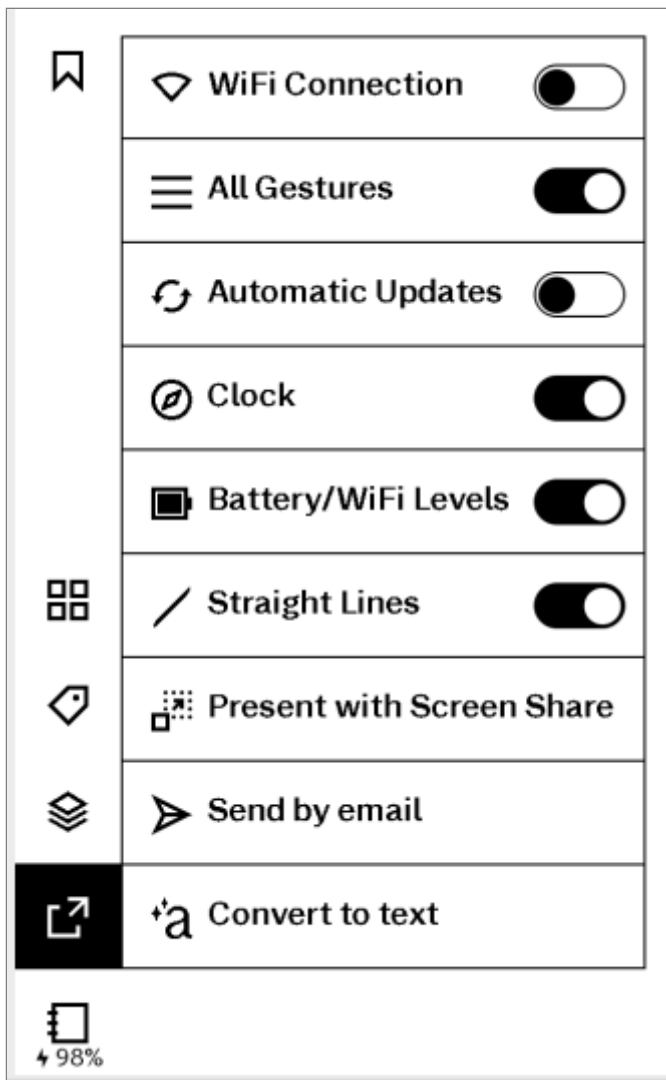 WiFi Connection
All Gestures
Automatic Updates
Clock
Battery/WiFi Levels
Straight Lines
Present with Screen Share
Send by email
Convert to text
98%